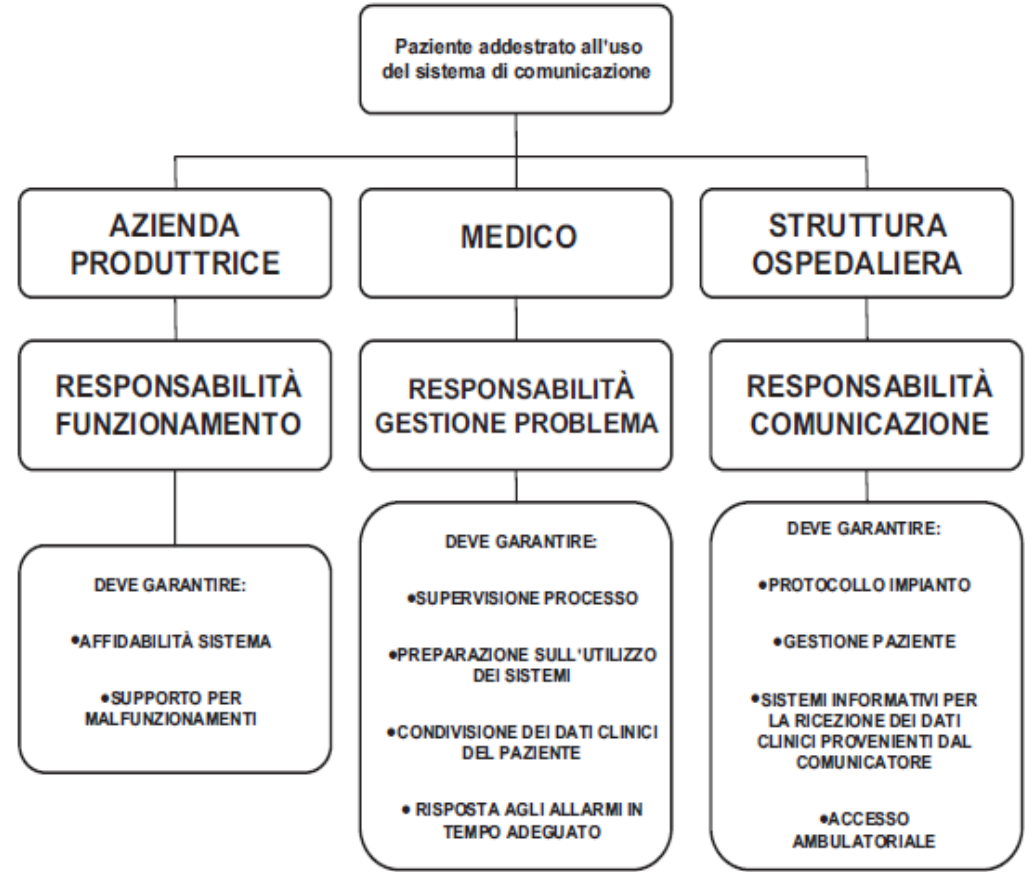 Paziente addestrato all'uso
del sistema di comunicazione
AZIENDA
PRODUTTRICE
MEDICO
STRUTTURA
OSPEDALIERA
RESPONSABILITÀ
FUNZIONAMENTO
RESPONSABILITÀ
GESTIONE PROBLEMA
RESPONSABILITÀ
COMUNICAZIONE
DEVE GARANTIRE:
•AFFIDABILITÀ SISTEMA
•SUPPORTO PER
MALFUNZIONAMENTI
DEVE GARANTIRE:
•SUPERVISIONE PROCESSO
•PREPARAZIONE SULL'UTILIZZO
DEI SISTEMI
•CONDIVISIONE DEI DATI CLINICI
DEL PAZIENTE
• RISPOSTA AGLI ALLARMI IN
TEMPO ADEGUATO
DEVE GARANTIRE:
•PROTOCOLLO IMPIANTO
•GESTIONE PAZIENTE
•SISTEMI INFORMATIVI PER
LA RICEZIONE DEI DATI
CLINICI PROVENIENTI DAL
COMUNICATORE
•ACCESSO
AMBULATORIALE